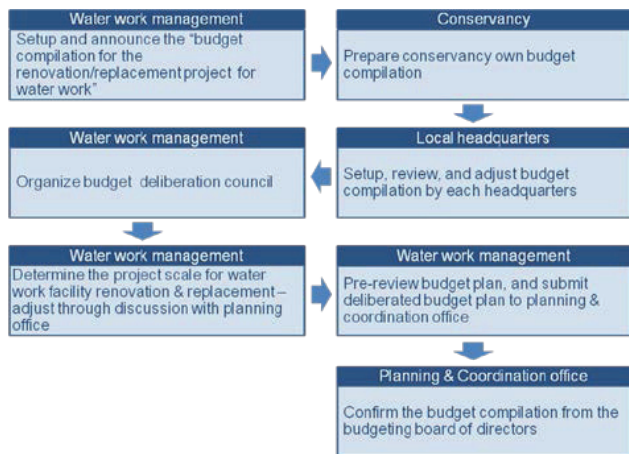 Water work management
Setup and announce the “budget
compilation for the
renovation/replacement project for
water work”
Conservancy
Prepare conservancy own budget
compilation
Local headquarters
Setup, review, and adjust budget
compilation by each headquarters
Water work management
Organize budget deliberation council
Water work management
Determine the project scale for water
work facility renovation & replacement –
adjust through discussion with planning
office
Water work management
Pre-review budget plan, and submit
deliberated budget plan to planning &
coordination office
Planning & Coordination office
Confirm the budget compilation from the
budgeting board of directors